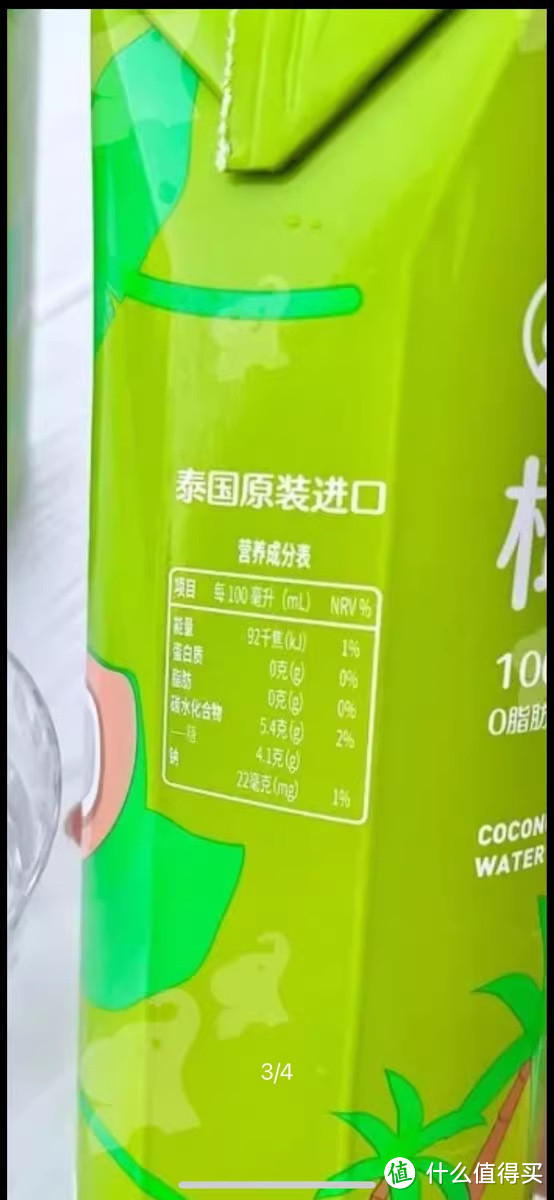 泰国原装进口
营养成分表
项目 每100毫升（mL） NRV%
能量 92千焦(kJ) 1%
蛋白质 0克(g) 0%
脂肪 0克(g) 0%
碳水化合物 5.4克(g) 2%
—糖 4.1克(g)
钠 22毫克(mg) 1%
100
0脂肪
COCON
WATER
3/4
值 什么值得买